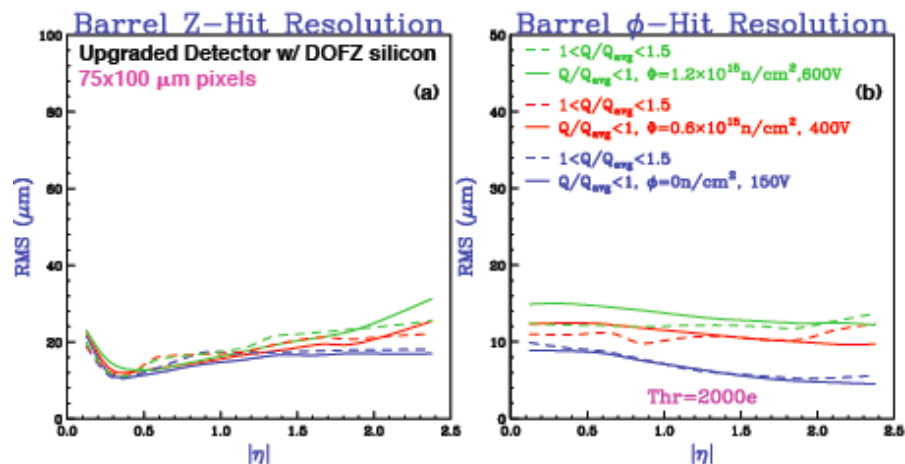 Barrel Z-Hit Resolution
Upgraded Detector w/ DOFZ silicon
75x100 μm pixels
(a)
RMS (μm)
100
80
60
40
20
0
0.0 0.5 1.0 1.5 2.0 2.5
|η|
Barrel ϕ-Hit Resolution
1<Q/Qavg<1.5
Q/Qavg<1, Φ=1.2×10¹⁵n/cm²,600V
(b)
1<Q/Qavg<1.5
Q/Qavg<1, Φ=0.6×10¹⁵n/cm², 400V
1<Q/Qavg<1.5
Q/Qavg<1, ϕ=0n/cm², 150V
RMS (μm)
50
40
30
20
10
0
Thr=2000e
0.0 0.5 1.0 1.5 2.0 2.5
|η|